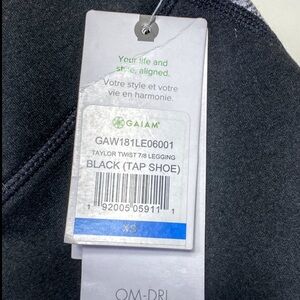 Your life and
style, aligned.
Votre style et votre
vie en harmonie.
GAIAM
GAW181LE06001
TAYLOR TWIST 7/8 LEGGING
BLACK (TAP SHOE)
1 92005 05911 1
XS
OM-DRI